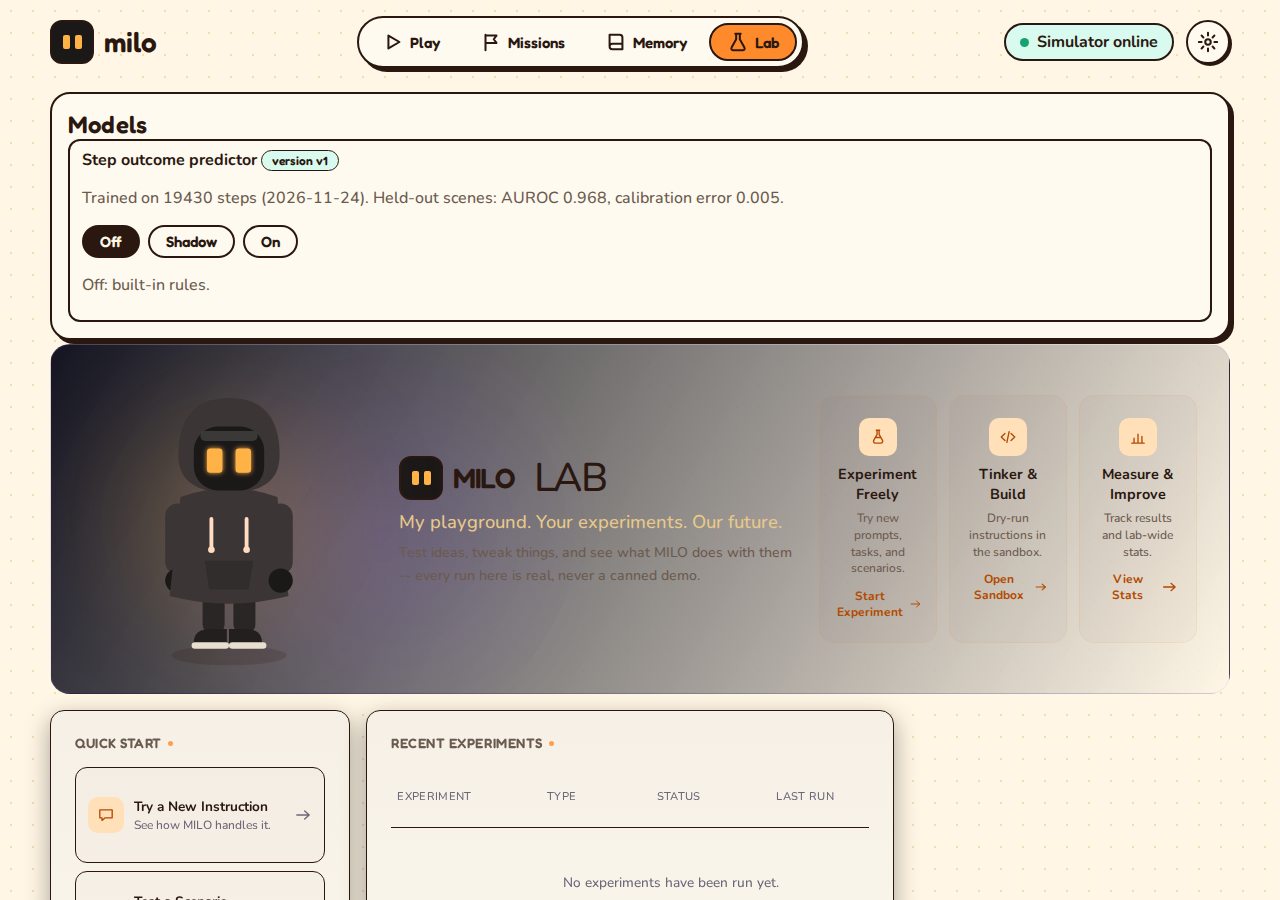 milo
Play
Missions
Memory
Lab
Simulator online
Models
Step outcome predictor version v1
Trained on 19430 steps (2026-11-24). Held-out scenes: AUROC 0.968, calibration error 0.005.
Off
Shadow
On
Off: built-in rules.
MILO LAB
My playground. Your experiments. Our future.
Test ideas, tweak things, and see what MILO does with them
— every run here is real, never a canned demo.
Experiment
Freely
Try new
prompts,
tasks, and
scenarios.
Start
Experiment
Tinker &
Build
Dry-run
instructions in
the sandbox.
Open
Sandbox
Measure &
Improve
Track results
and lab-wide
stats.
View
Stats
QUICK START
Try a New Instruction
See how MILO handles it.
Test a Scenario
RECENT EXPERIMENTS
EXPERIMENT TYPE STATUS LAST RUN
No experiments have been run yet.